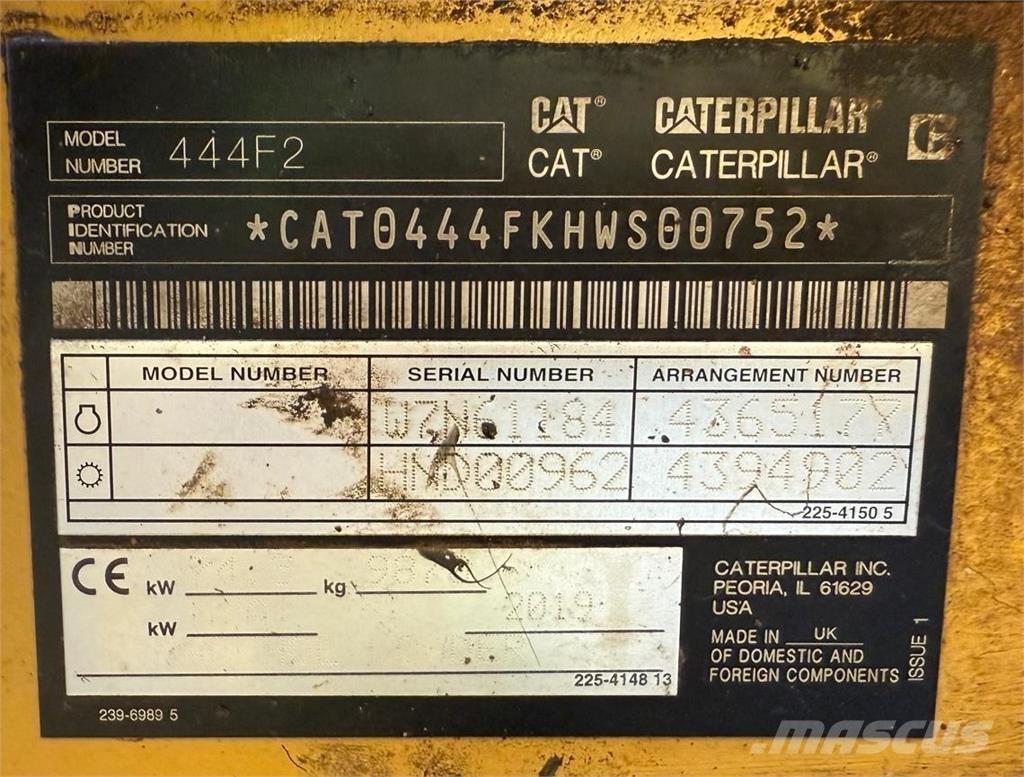 CAT® CATERPILLAR®
MODEL NUMBER 444F2
CAT® CATERPILLAR®
PRODUCT
IDENTIFICATION *CAT0444FKHWS00752*
NUMBER
MODEL NUMBER SERIAL NUMBER ARRANGEMENT NUMBER
W7N61184 4365177X
HND00962 4394002
225-4150 5
CE kW kg
2019
kW
225-4148 13
CATERPILLAR INC.
PEORIA, IL 61629
USA
MADE IN UK
OF DOMESTIC AND
FOREIGN COMPONENTS
ISSUE 1
239-6989 5
mascus